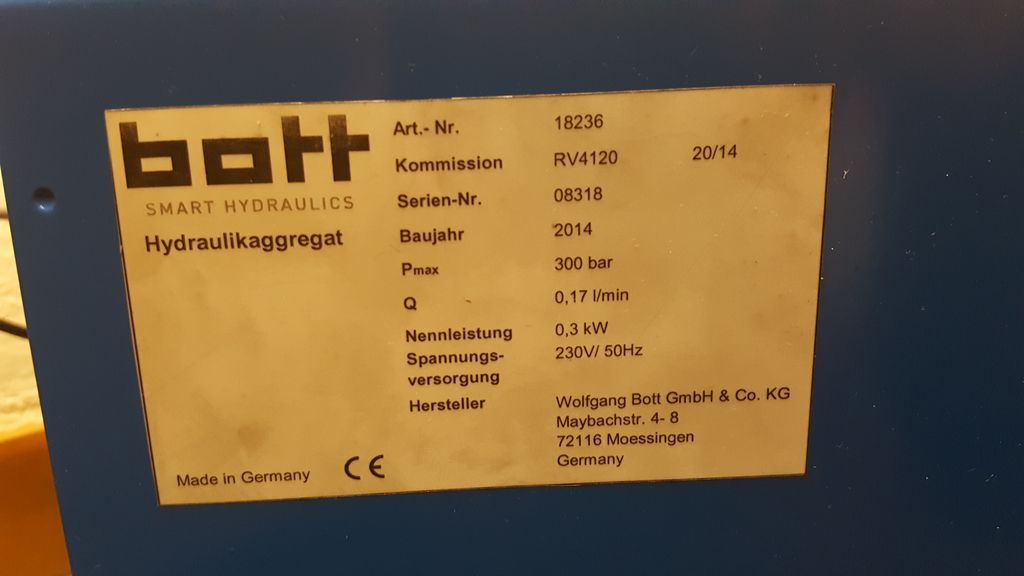 bott
SMART HYDRAULICS
Hydraulikaggregat
Art.- Nr. 18236
Kommission RV4120 20/14
Serien-Nr. 08318
Baujahr 2014
Pmax 300 bar
Q 0,17 l/min
Nennleistung 0,3 kW
Spannungs- 230V/ 50Hz
versorgung
Hersteller Wolfgang Bott GmbH & Co. KG
Maybachstr. 4- 8
72116 Moessingen
Germany
Made in Germany CE